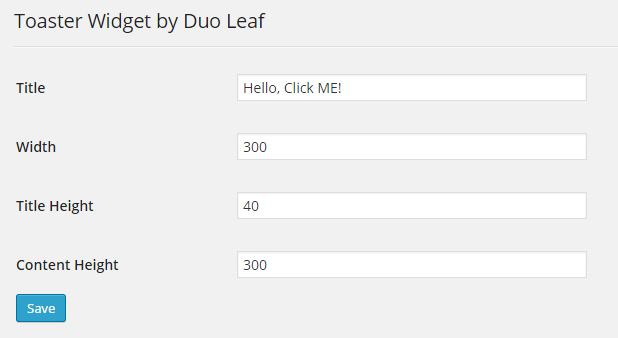 Toaster Widget by Duo Leaf
Title Hello, Click ME!
Width 300
Title Height 40
Content Height 300
Save